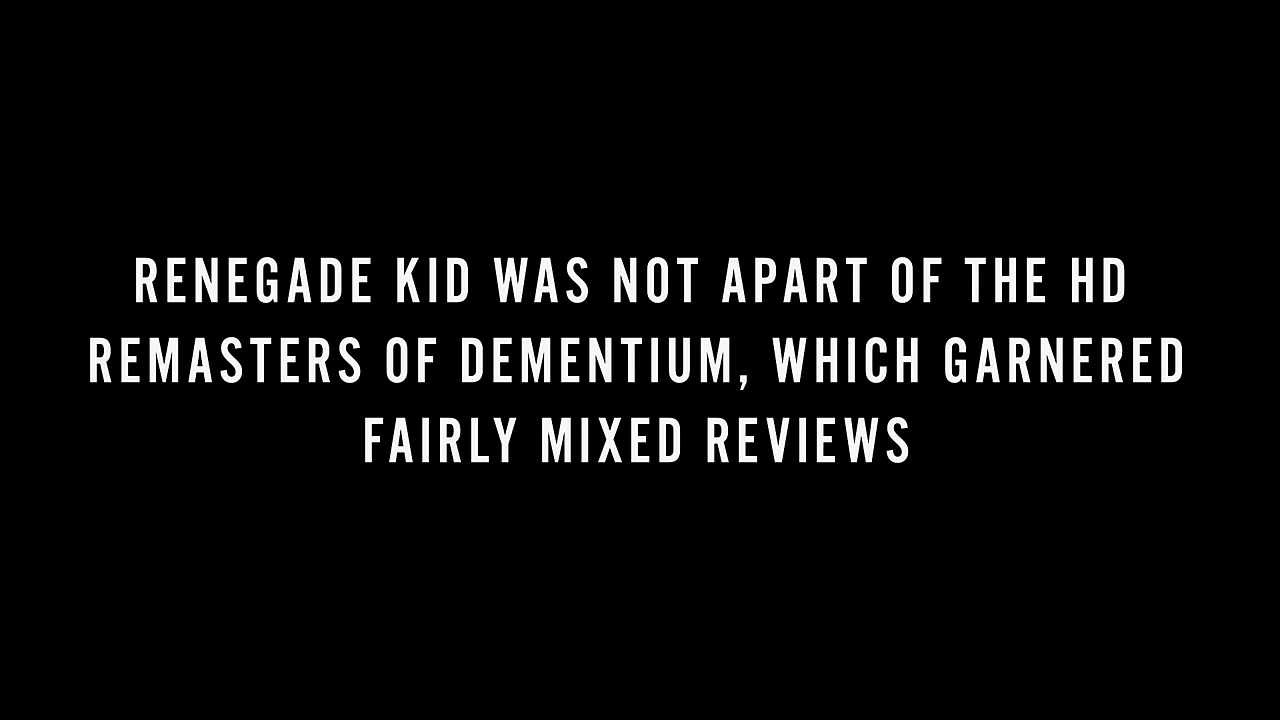 RENEGADE KID WAS NOT APART OF THE HD
REMASTERS OF DEMENTIUM, WHICH GARNERED
FAIRLY MIXED REVIEWS